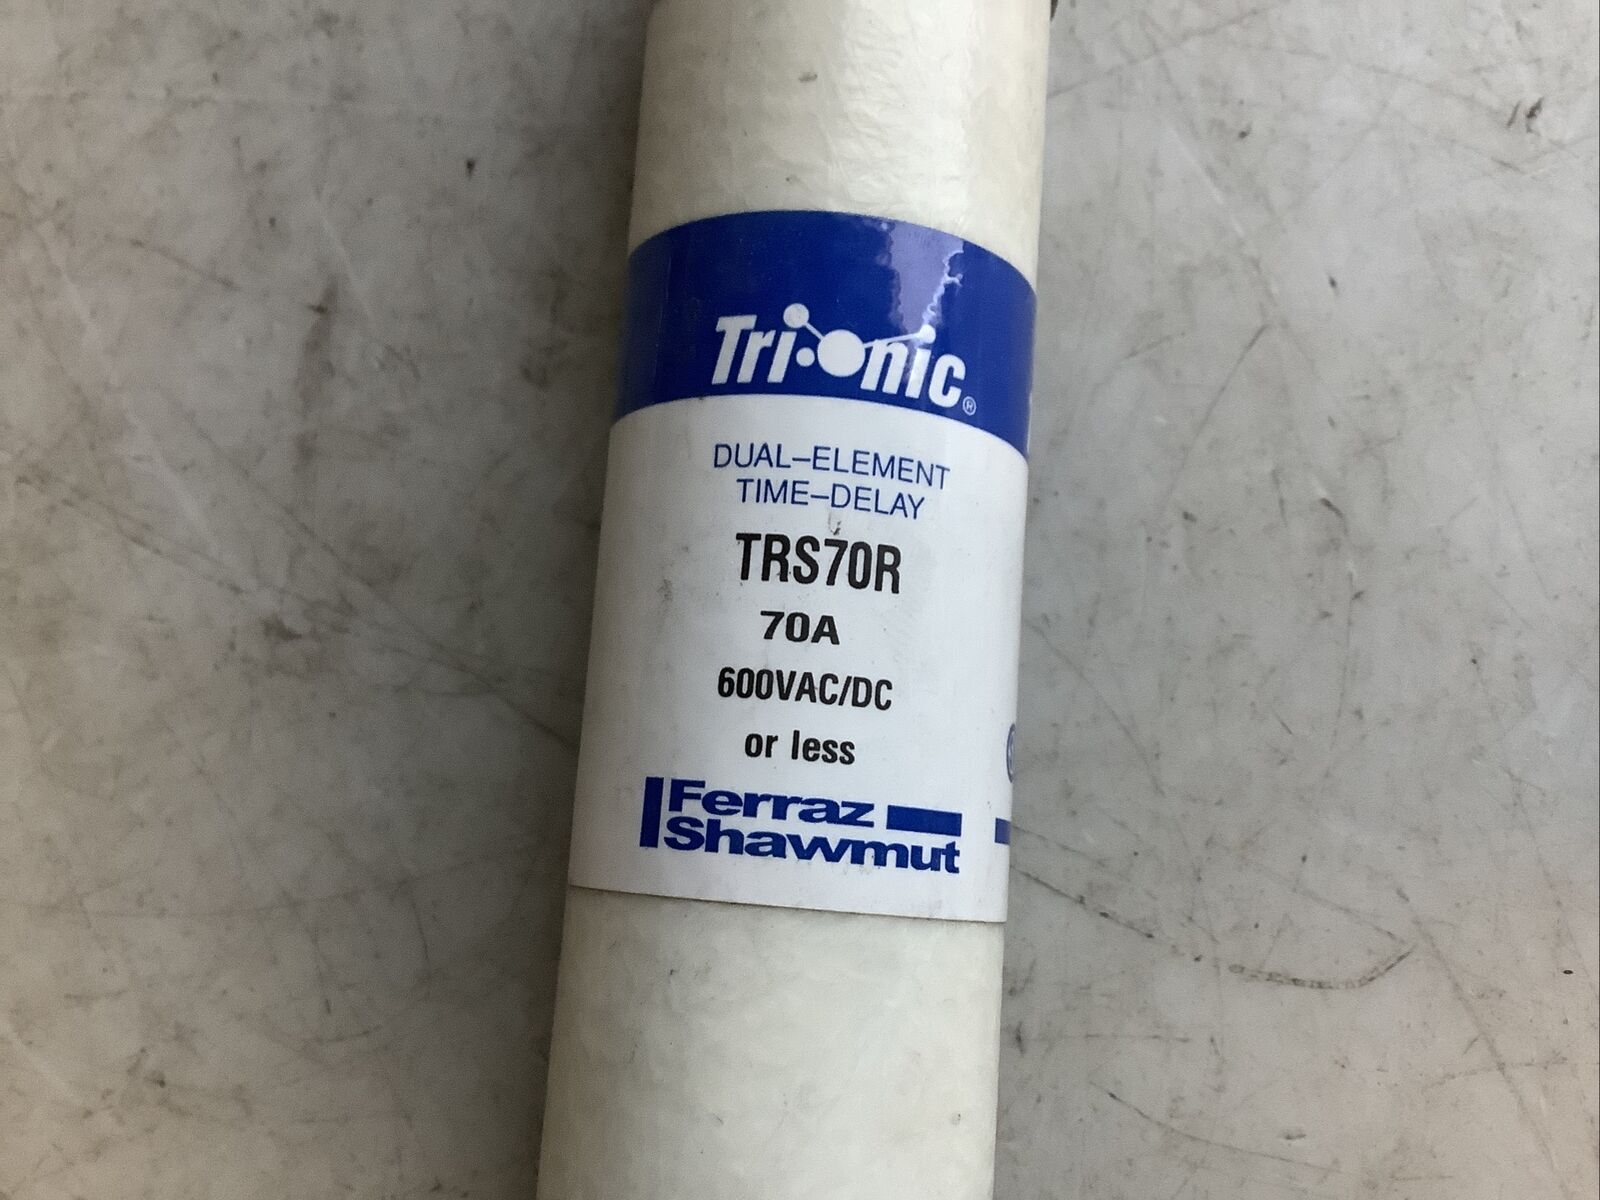 Tri-Onic®
DUAL–ELEMENT
TIME–DELAY
TRS70R
70A
600VAC/DC
or less
Ferraz
Shawmut